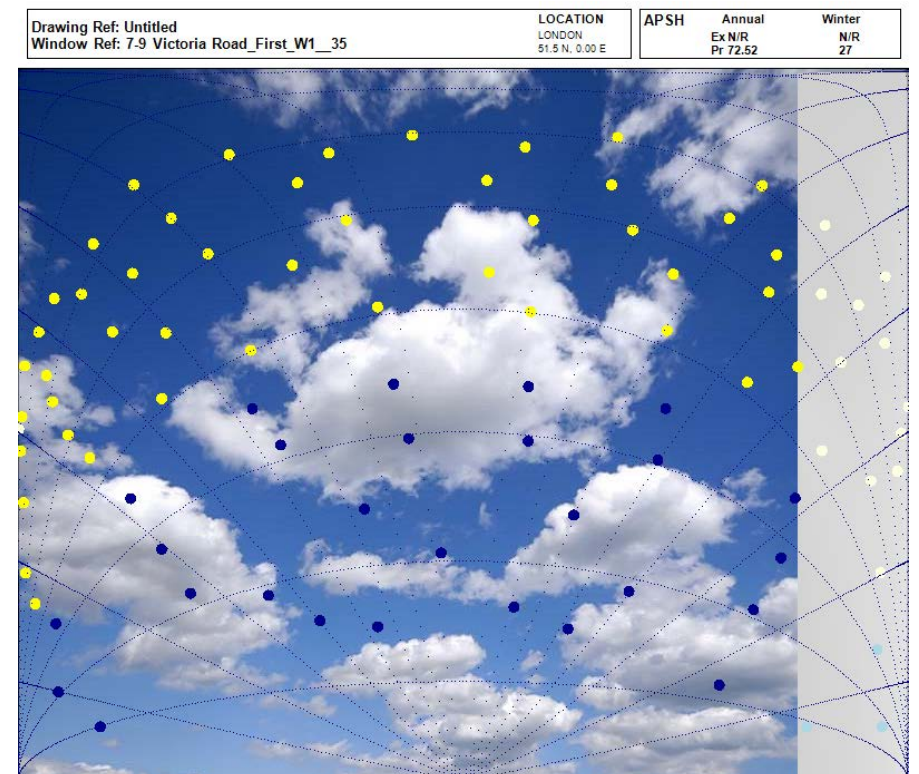 Drawing Ref: Untitled
Window Ref: 7-9 Victoria Road_First_W1__35
LOCATION
LONDON
51.5 N, 0.00 E
APSH Annual Winter
Ex N/R N/R
Pr 72.52 27